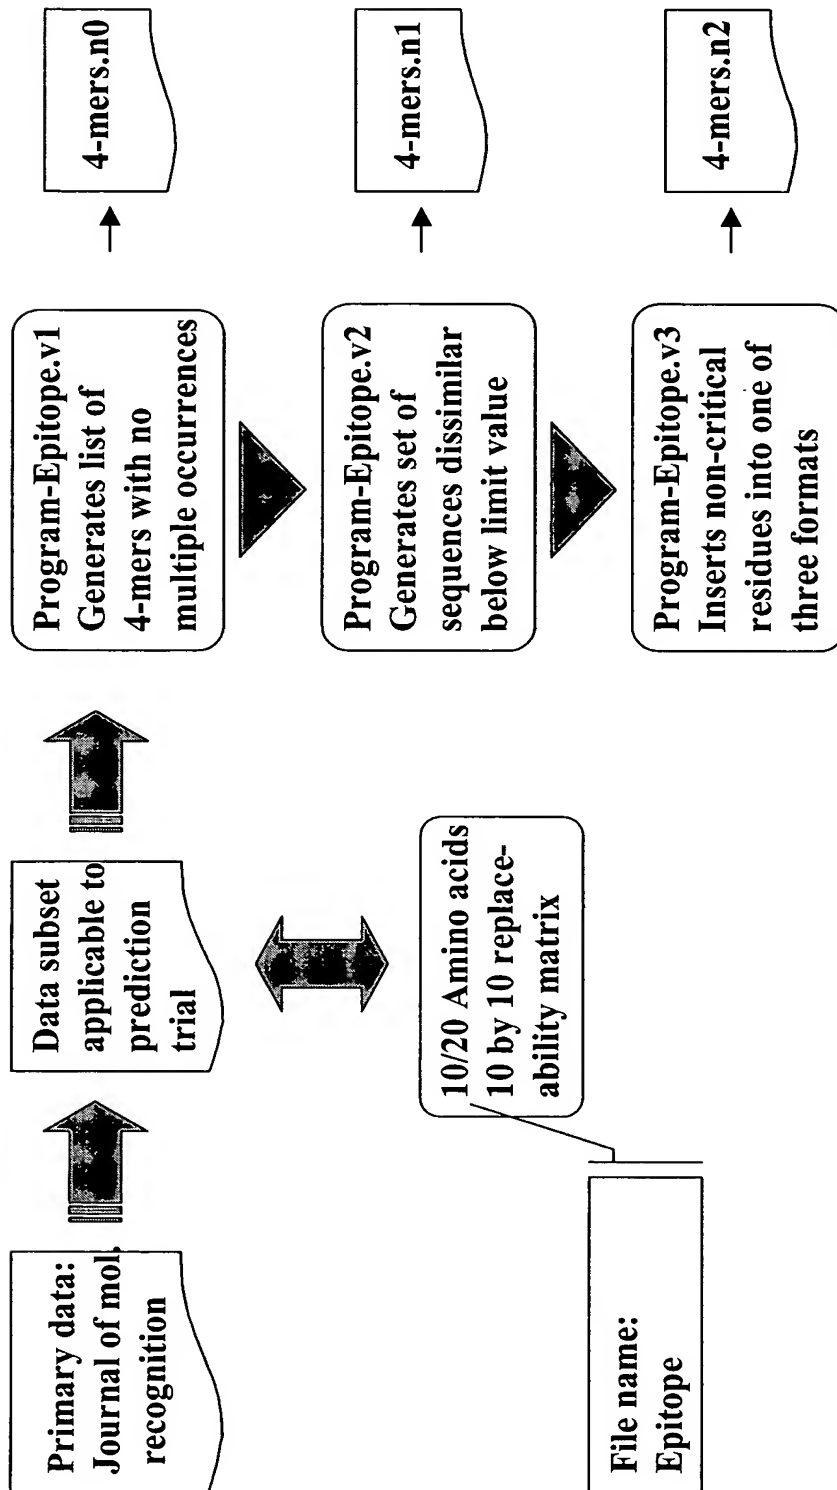 Primary data:
Journal of mol.
recognition
Data subset
applicable to
prediction
trial
10/20 Amino acids
10 by 10 replace-
ability matrix
File name:
Epitope
Program-Epitope.v1
Generates list of
4-mers with no
multiple occurrences
4-mers.n0
Program-Epitope.v2
Generates set of
sequences dissimilar
below limit value
4-mers.n1
Program-Epitope.v3
Inserts non-critical
residues into one of
three formats
4-mers.n2